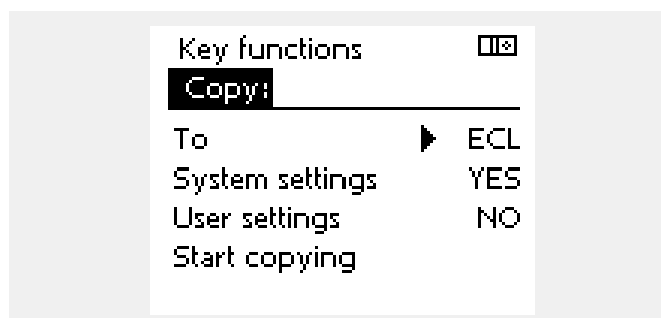 Key functions
Copy:
To ECL
System settings YES
User settings NO
Start copying